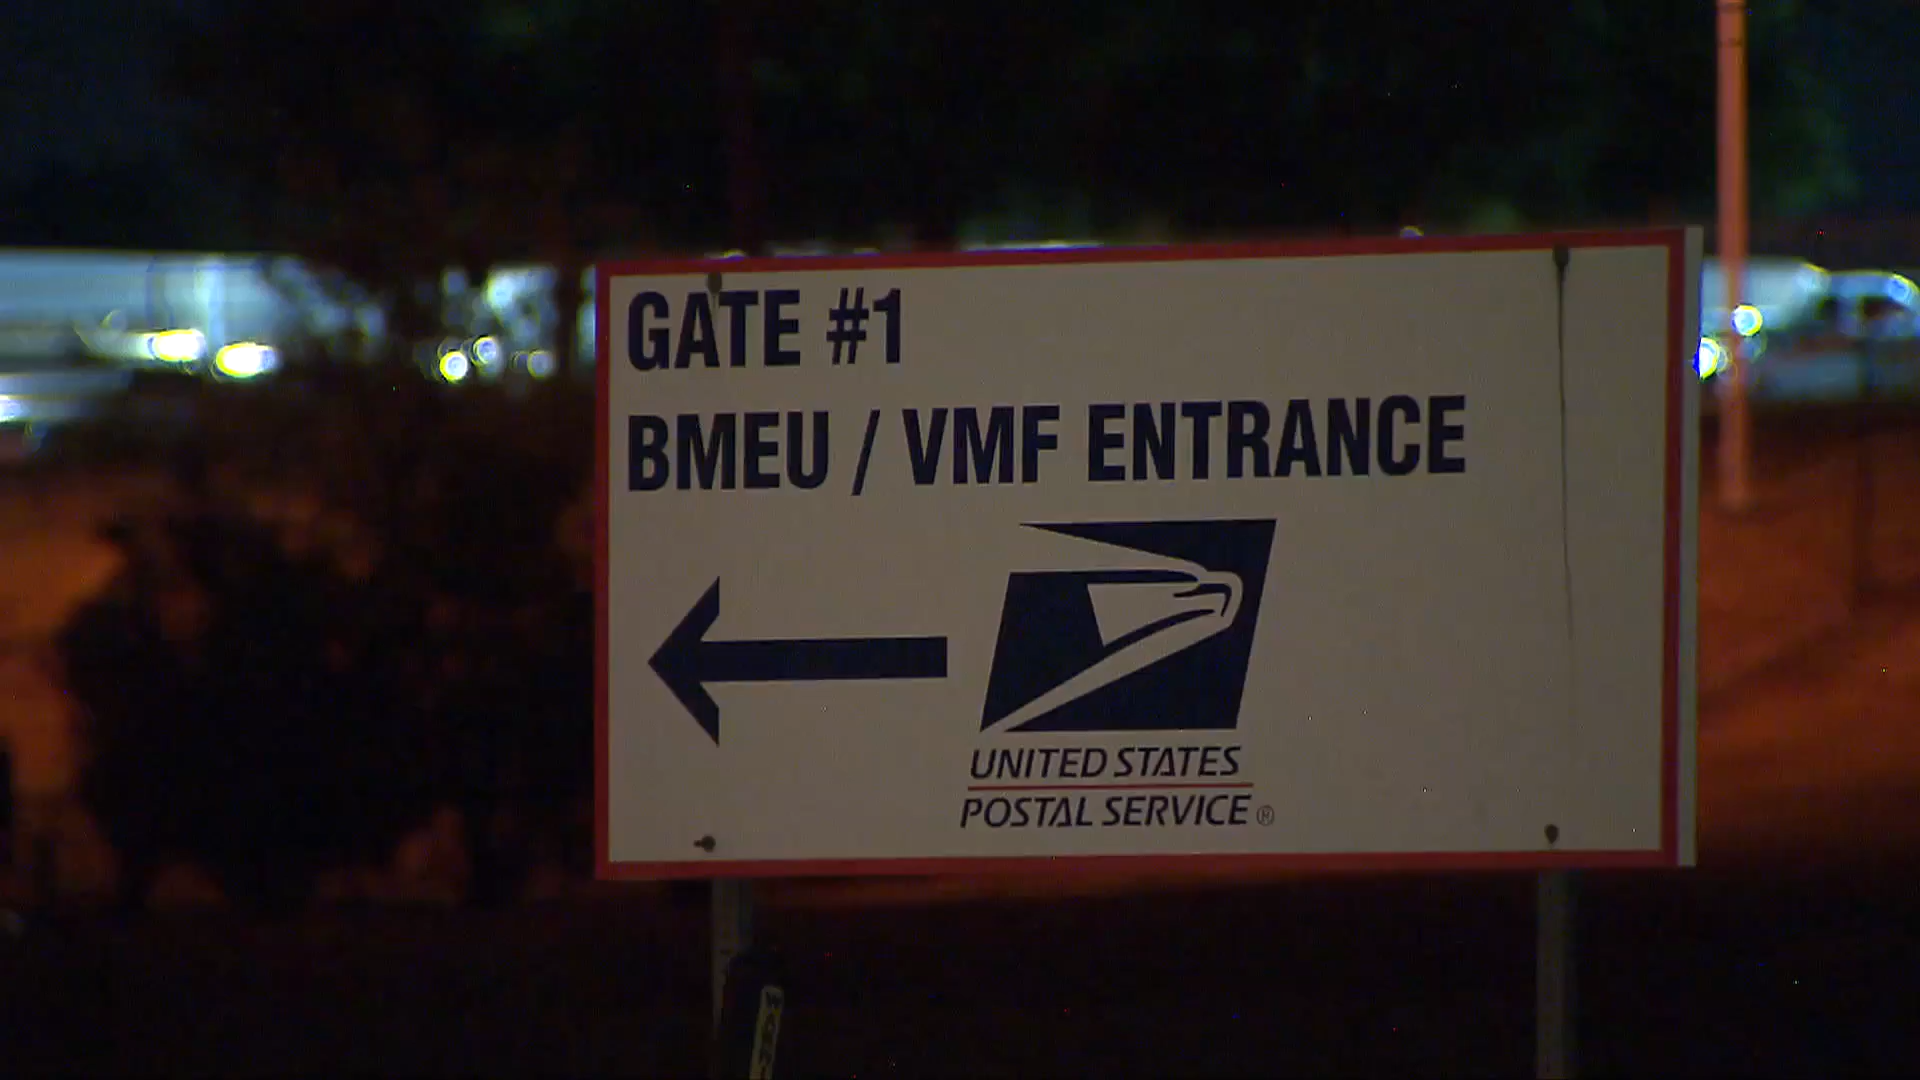 GATE #1
BMEU / VMF ENTRANCE
UNITED STATES
POSTAL SERVICE®